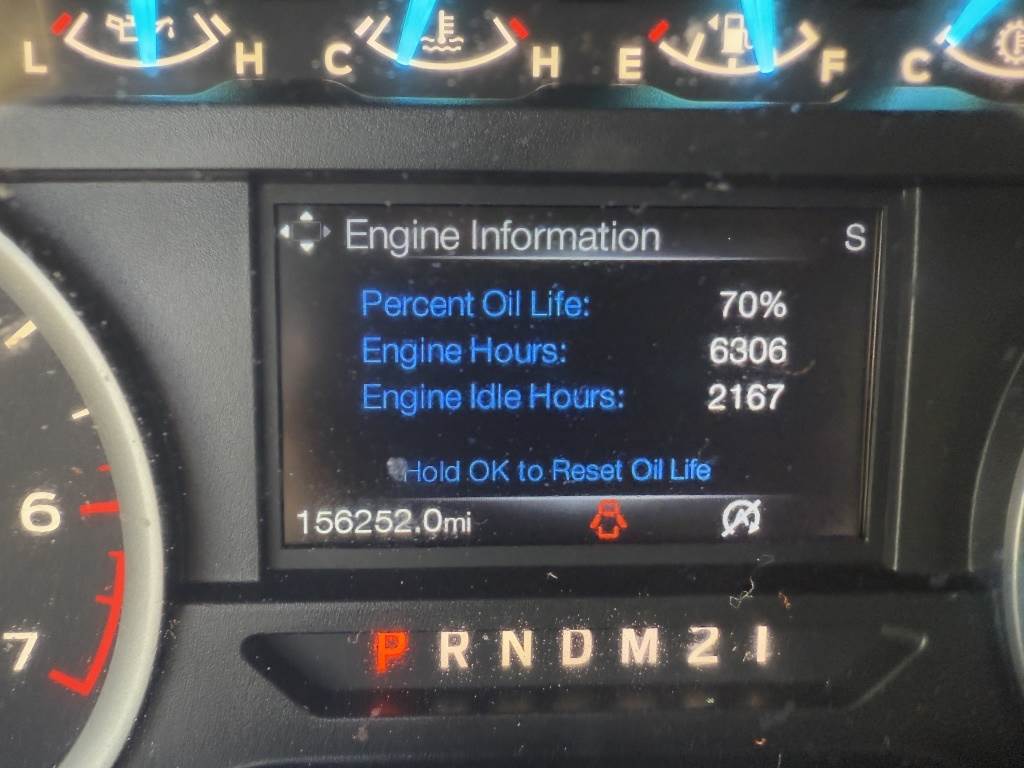 L H C H E F C
Engine Information S
Percent Oil Life: 70%
Engine Hours: 6306
Engine Idle Hours: 2167
Hold OK to Reset Oil Life
156252.0mi
6
7
P R N D M 2 1